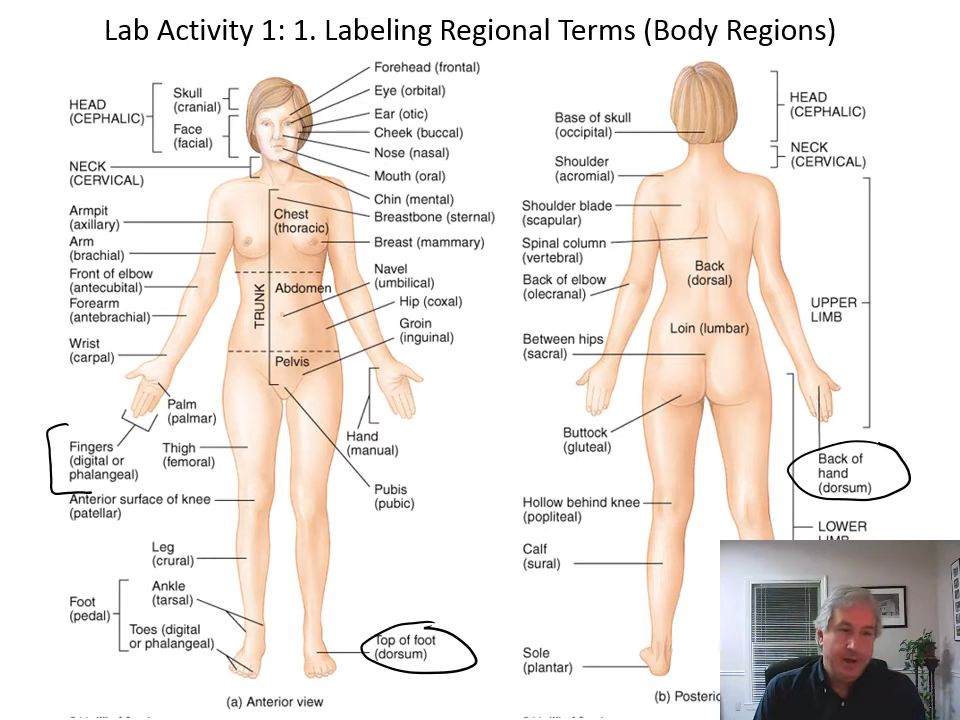 Lab Activity 1: 1. Labeling Regional Terms (Body Regions)
HEAD
(CEPHALIC)
Skull
(cranial)
Face
(facial)
NECK
(CERVICAL)
Armpit
(axillary)
Arm
(brachial)
Front of elbow
(antecubital)
Forearm
(antebrachial)
Wrist
(carpal)
Palm
(palmar)
Fingers
(digital or
phalangeal)
Thigh
(femoral)
Anterior surface of knee
(patellar)
Leg
(crural)
Ankle
(tarsal)
Foot
(pedal)
Toes (digital
or phalangeal)
Forehead (frontal)
Eye (orbital)
Ear (otic)
Cheek (buccal)
Nose (nasal)
Mouth (oral)
Chin (mental)
Breastbone (sternal)
Chest
(thoracic)
Breast (mammary)
Navel
(umbilical)
Abdomen
TRUNK
Hip (coxal)
Groin
(inguinal)
Pelvis
Hand
(manual)
Pubis
(pubic)
Top of foot
(dorsum)
(a) Anterior view
Base of skull
(occipital)
Shoulder
(acromial)
Shoulder blade
(scapular)
Spinal column
(vertebral)
Back of elbow
(olecranal)
Between hips
(sacral)
Buttock
(gluteal)
Hollow behind knee
(popliteal)
Calf
(sural)
Sole
(plantar)
Back
(dorsal)
Loin (lumbar)
HEAD
(CEPHALIC)
NECK
(CERVICAL)
UPPER
LIMB
Back of
hand
(dorsum)
LOWER
LIMB
(b) Posterio